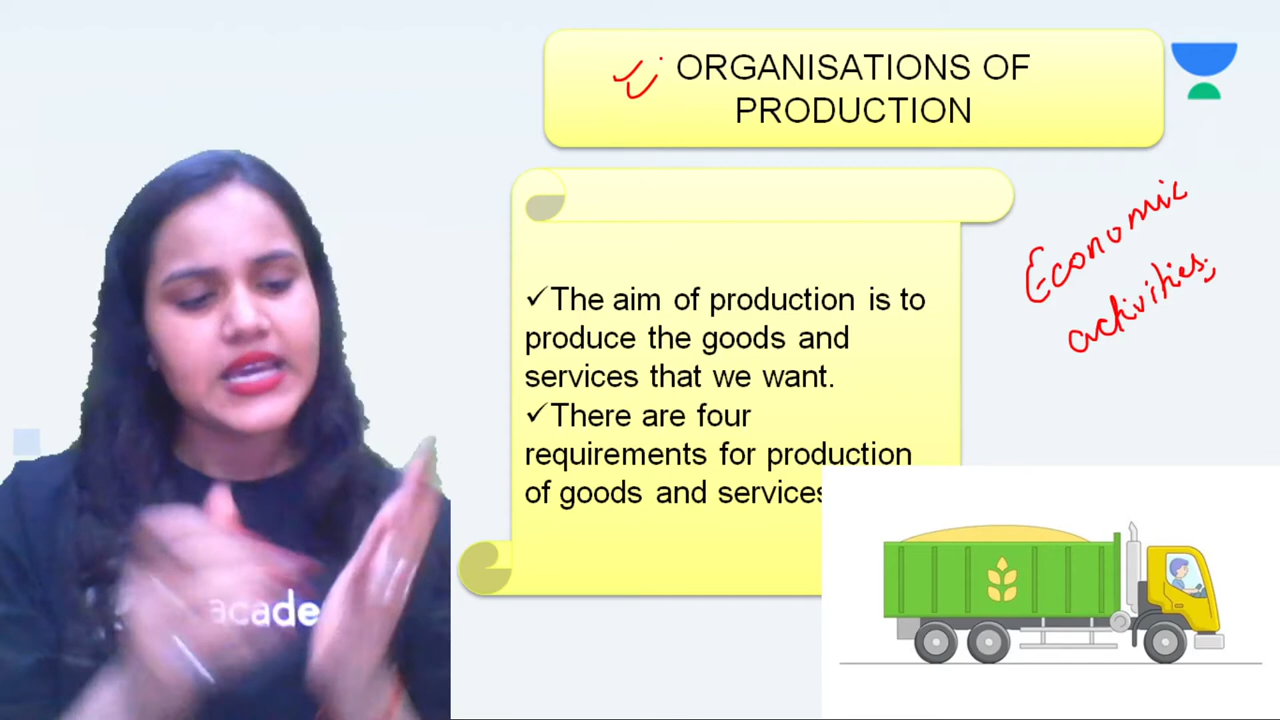 ORGANISATIONS OF
PRODUCTION
Economic
activities.
✓The aim of production is to
produce the goods and
services that we want.
✓There are four
requirements for production
of goods and services
acade